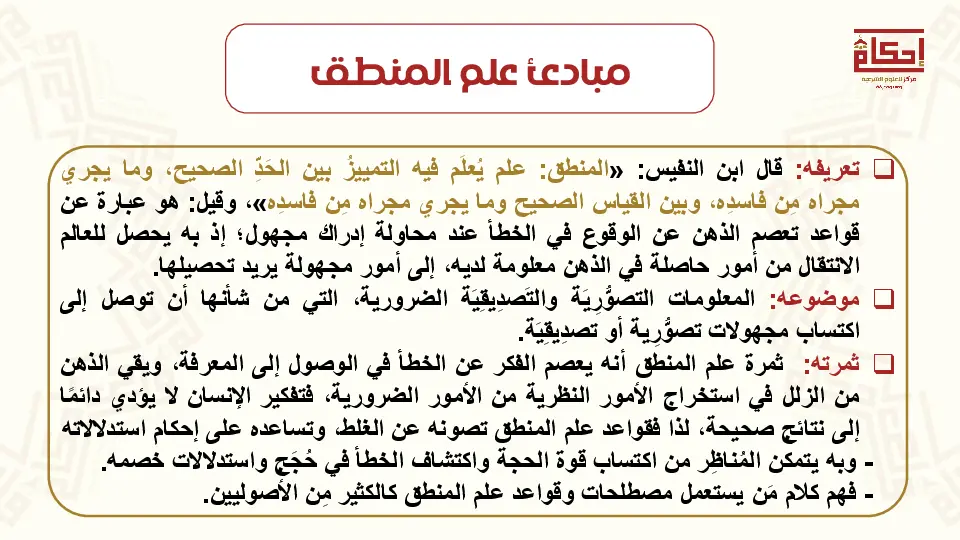 إحكام
مركز للعلوم الشرعية
مبادئ علم المنطق
❑ تعريفه: قال ابن النفيس: «المنطق: علم يُعلَم فيه التمييزُ بين الحَدِّ الصحيح، وما يجري
مجراه مِن فاسدِه، وبين القياس الصحيح وما يجري مجراه مِن فاسدِه»، وقيل: هو عبارة عن
قواعد تعصم الذهن عن الوقوع في الخطأ عند محاولة إدراك مجهول؛ إذ به يحصل للعالم
الانتقال من أمور حاصلة في الذهن معلومة لديه، إلى أمور مجهولة يريد تحصيلها.
❑ موضوعه: المعلومات التصوُّرِيَة والتَصدِيقِيَة الضرورية، التي من شأنها أن توصل إلى
اكتساب مجهولات تصوُّرِية أو تصدِيقِيَة.
❑ ثمرته: ثمرة علم المنطق أنه يعصم الفكر عن الخطأ في الوصول إلى المعرفة، ويقي الذهن
من الزلل في استخراج الأمور النظرية من الأمور الضرورية، فتفكير الإنسان لا يؤدي دائمًا
إلى نتائج صحيحة، لذا فقواعد علم المنطق تصونه عن الغلط، وتساعده على إحكام استدلالاته
- وبه يتمكن المُناظِر من اكتساب قوة الحجة واكتشاف الخطأ في حُجَج واستدلالات خصمه.
- فهم كلام مَن يستعمل مصطلحات وقواعد علم المنطق كالكثير مِن الأصوليين.